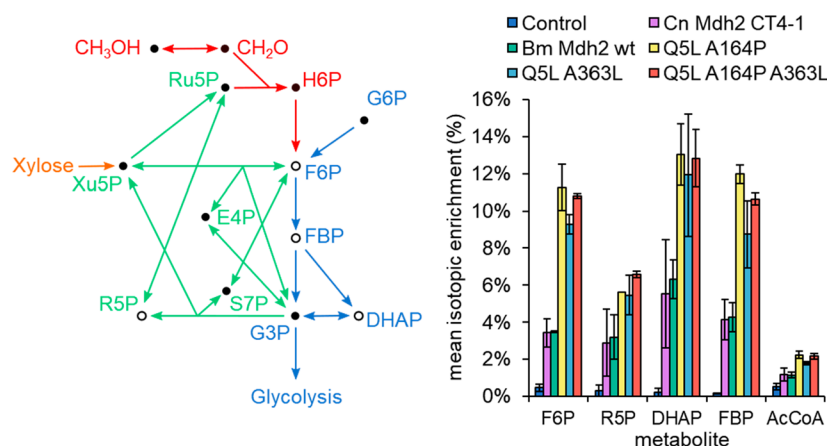 CH3OH
CH2O
Ru5P
H6P
G6P
Xylose
Xu5P
F6P
E4P
FBP
R5P
S7P
G3P
DHAP
Glycolysis
Control
Cn Mdh2 CT4-1
Bm Mdh2 wt
Q5L A164P
Q5L A363L
Q5L A164P A363L
mean isotopic enrichment (%)
16%
14%
12%
10%
8%
6%
4%
2%
0%
F6P
R5P
DHAP
FBP
AcCoA
metabolite